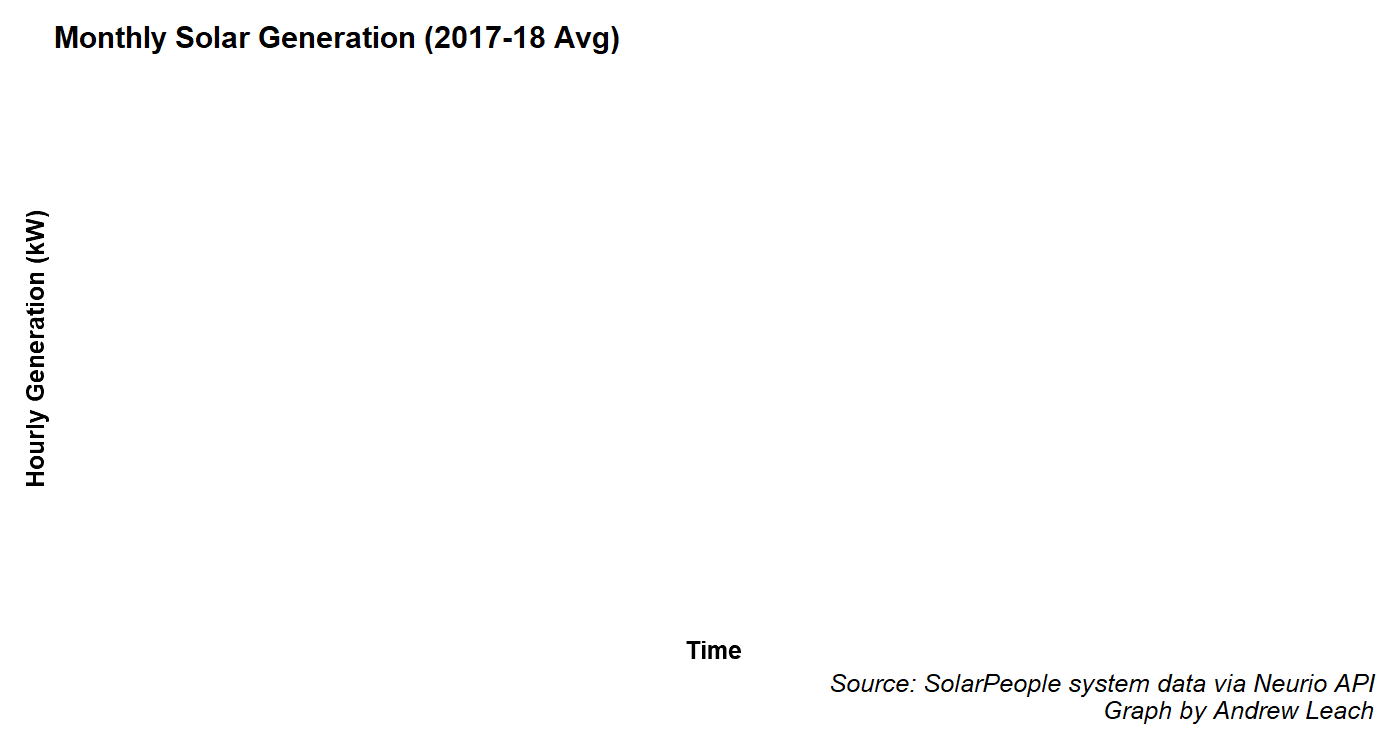 Monthly Solar Generation (2017-18 Avg)
Hourly Generation (kW)
Time
Source: SolarPeople system data via Neurio API
Graph by Andrew Leach